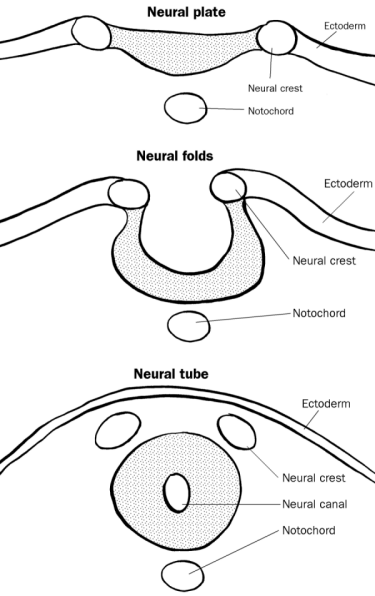 Neural plate
Ectoderm
Neural crest
Notochord
Neural folds
Ectoderm
Neural crest
Notochord
Neural tube
Ectoderm
Neural crest
Neural canal
Notochord